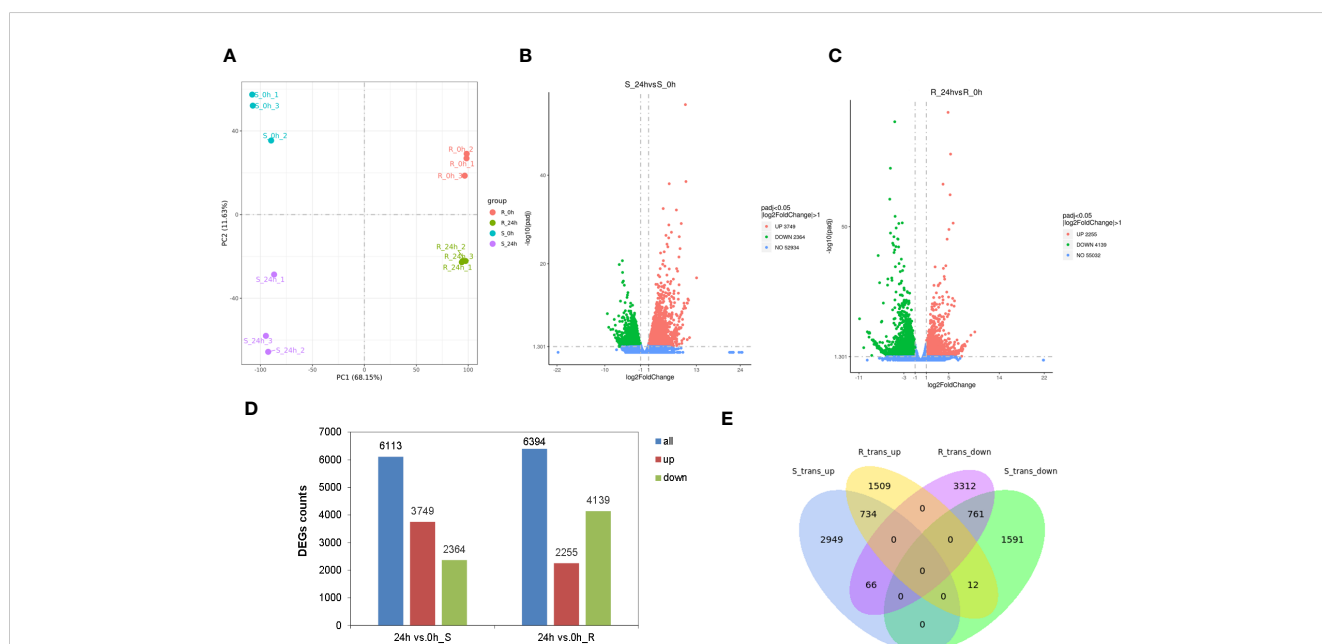 A
B
C
S_0h_1
S_0h_3
S_0h_2
R_0h_2
R_0h_1
R_0h_3
R_24h_2
R_24h_3
R_24h_1
S_24h_1
S_24h_3
S_24h_2
40
0
-40
PC2 (11.63%)
-100
-50
0
50
100
PC1 (68.15%)
group
R_0h
R_24h
S_0h
S_24h
S_24hvsS_0h
-log10(padj)
40
20
1.301
-22
-10
-1
1
13
24
log2FoldChange
padj<0.05
|log2FoldChange|>1
UP 3749
DOWN 2364
NO 52934
R_24hvsR_0h
-log10(padj)
50
1.301
-11
-3
-1
1
5
14
22
log2FoldChange
padj<0.05
|log2FoldChange|>1
UP 2255
DOWN 4139
NO 55032
D
DEGs counts
7000
6000
5000
4000
3000
2000
1000
0
6113
3749
2364
6394
2255
4139
24h vs.0h_S
24h vs.0h_R
all
up
down
E
S_trans_up
R_trans_up
R_trans_down
S_trans_down
1509
3312
2949
734
0
761
1591
0
0
0
66
12
0
0
0